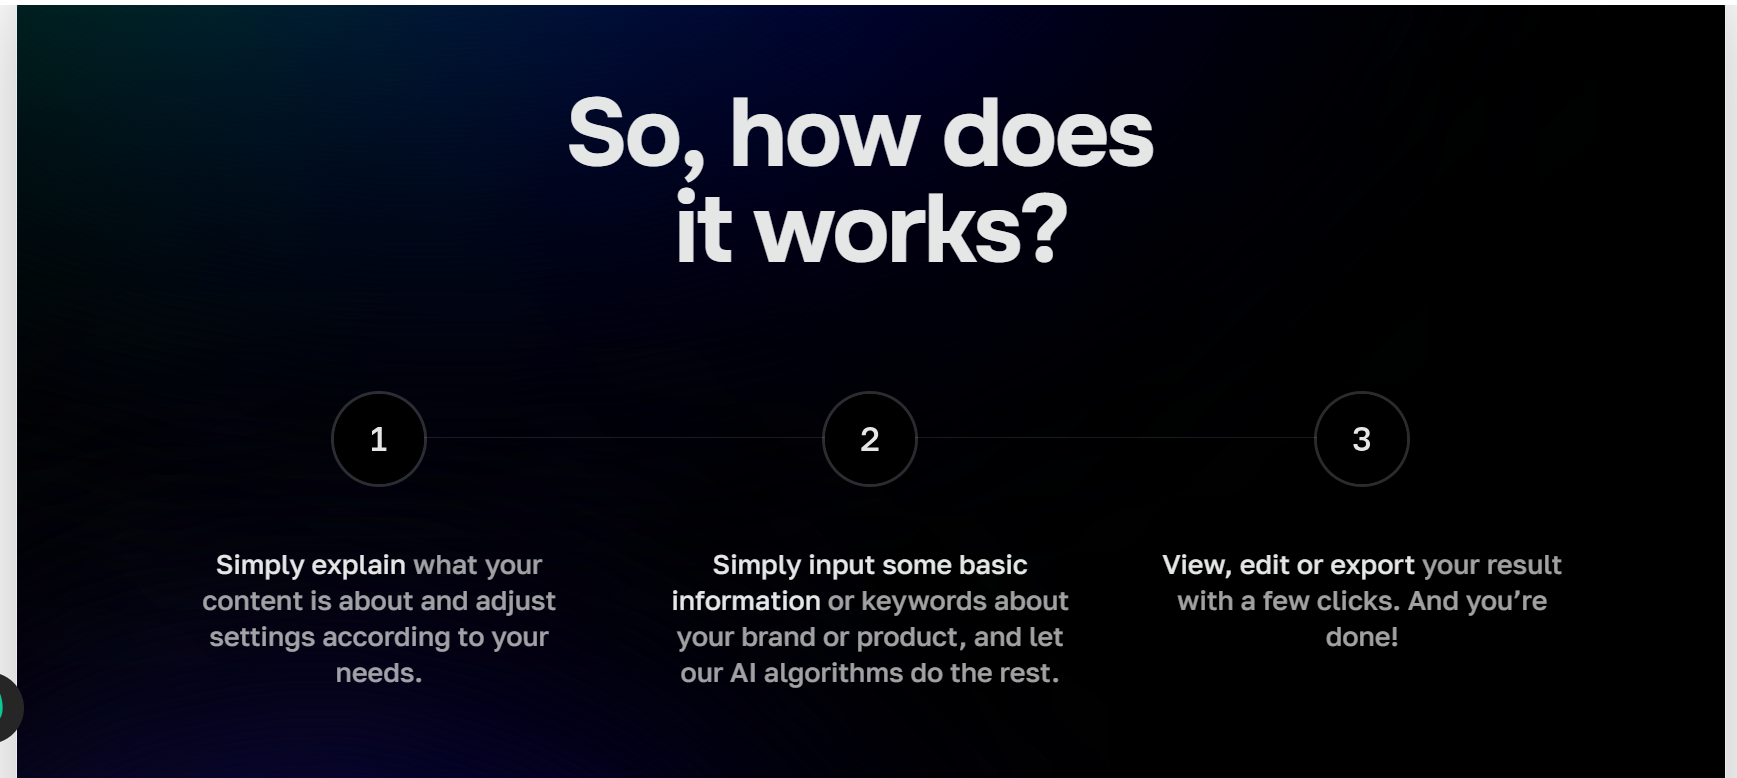 So, how does
it works?
1
2
3
Simply explain what your
content is about and adjust
settings according to your
needs.
Simply input some basic
information or keywords about
your brand or product, and let
our AI algorithms do the rest.
View, edit or export your result
with a few clicks. And you’re
done!